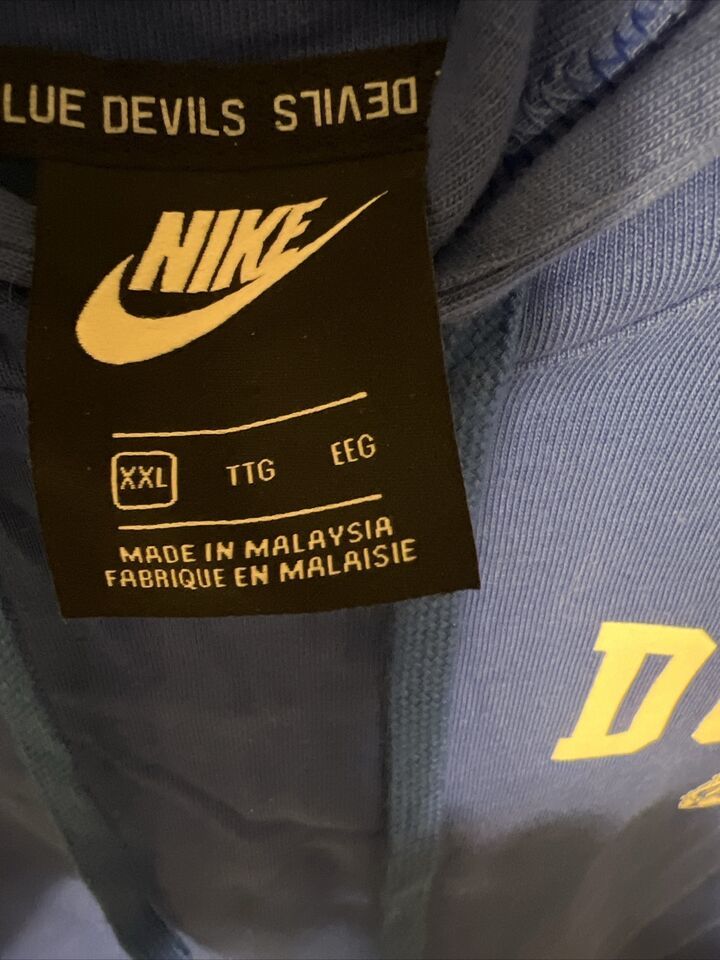 LUE DEVILS DEVILS
NIKE
XXL TTG EEG
MADE IN MALAYSIA
FABRIQUE EN MALAISIE
D